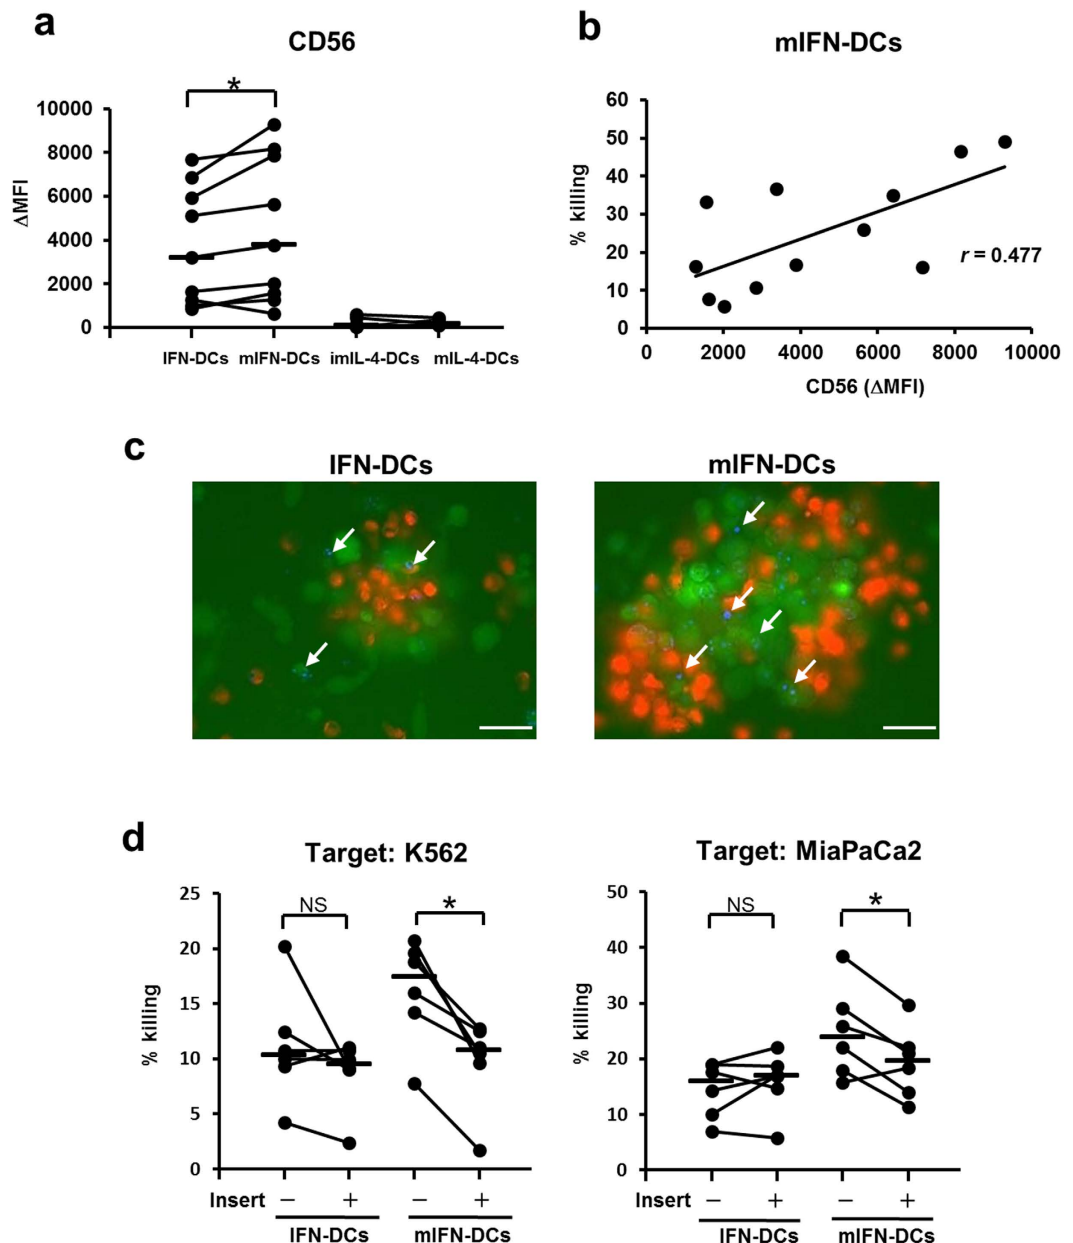 a
CD56
*
ΔMFI
10000
8000
6000
4000
2000
0
IFN-DCs mIFN-DCs imIL-4-DCs mIL-4-DCs
b
mIFN-DCs
% killing
60
50
40
30
20
10
0
r = 0.477
0 2000 4000 6000 8000 10000
CD56 (ΔMFI)
c
IFN-DCs
mIFN-DCs
d
Target: K562
% killing
25
20
15
10
5
0
NS
*
Insert − + − +
IFN-DCs mIFN-DCs
Target: MiaPaCa2
% killing
50
40
30
20
10
0
NS
*
Insert − + − +
IFN-DCs mIFN-DCs